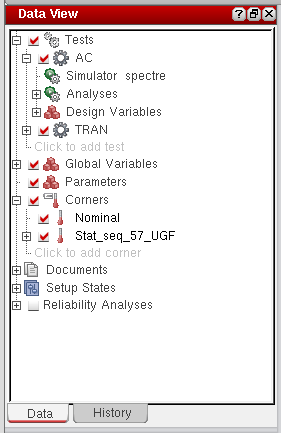 Data View
Tests
AC
Simulator spectre
Analyses
Design Variables
TRAN
Click to add test
Global Variables
Parameters
Corners
Nominal
Stat_seq_57_UGF
Click to add corner
Documents
Setup States
Reliability Analyses
Data History